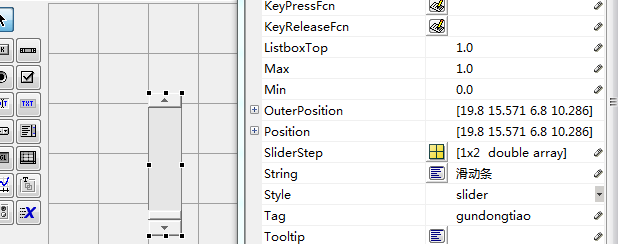 KeyPressFcn
KeyReleaseFcn
ListboxTop 1.0
Max 1.0
Min 0.0
OuterPosition [19.8 15.571 6.8 10.286]
Position [19.8 15.571 6.8 10.286]
SliderStep [1x2 double array]
String 滑动条
Style slider
Tag gundongtiao
Tooltip
TXT